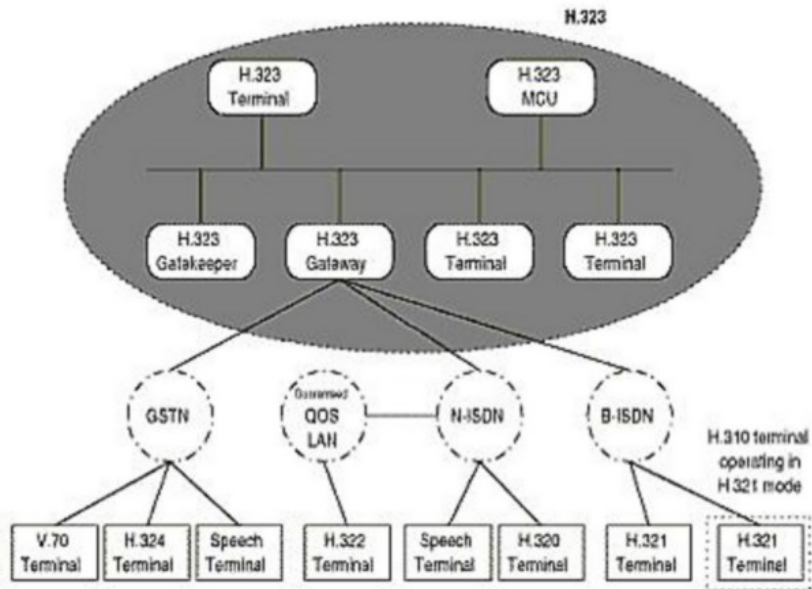 H.323
H.323
Terminal
H.323
MCU
H.323
Gatekeeper
H.323
Gateway
H.323
Terminal
H.323
Terminal
GSTN
Guaranteed
QOS
LAN
N-ISDN
B-ISDN
H.310 terminal
operating in
H.321 mode
V.70
Terminal
H.324
Terminal
Speech
Terminal
H.322
Terminal
Speech
Terminal
H.320
Terminal
H.321
Terminal
H.321
Terminal